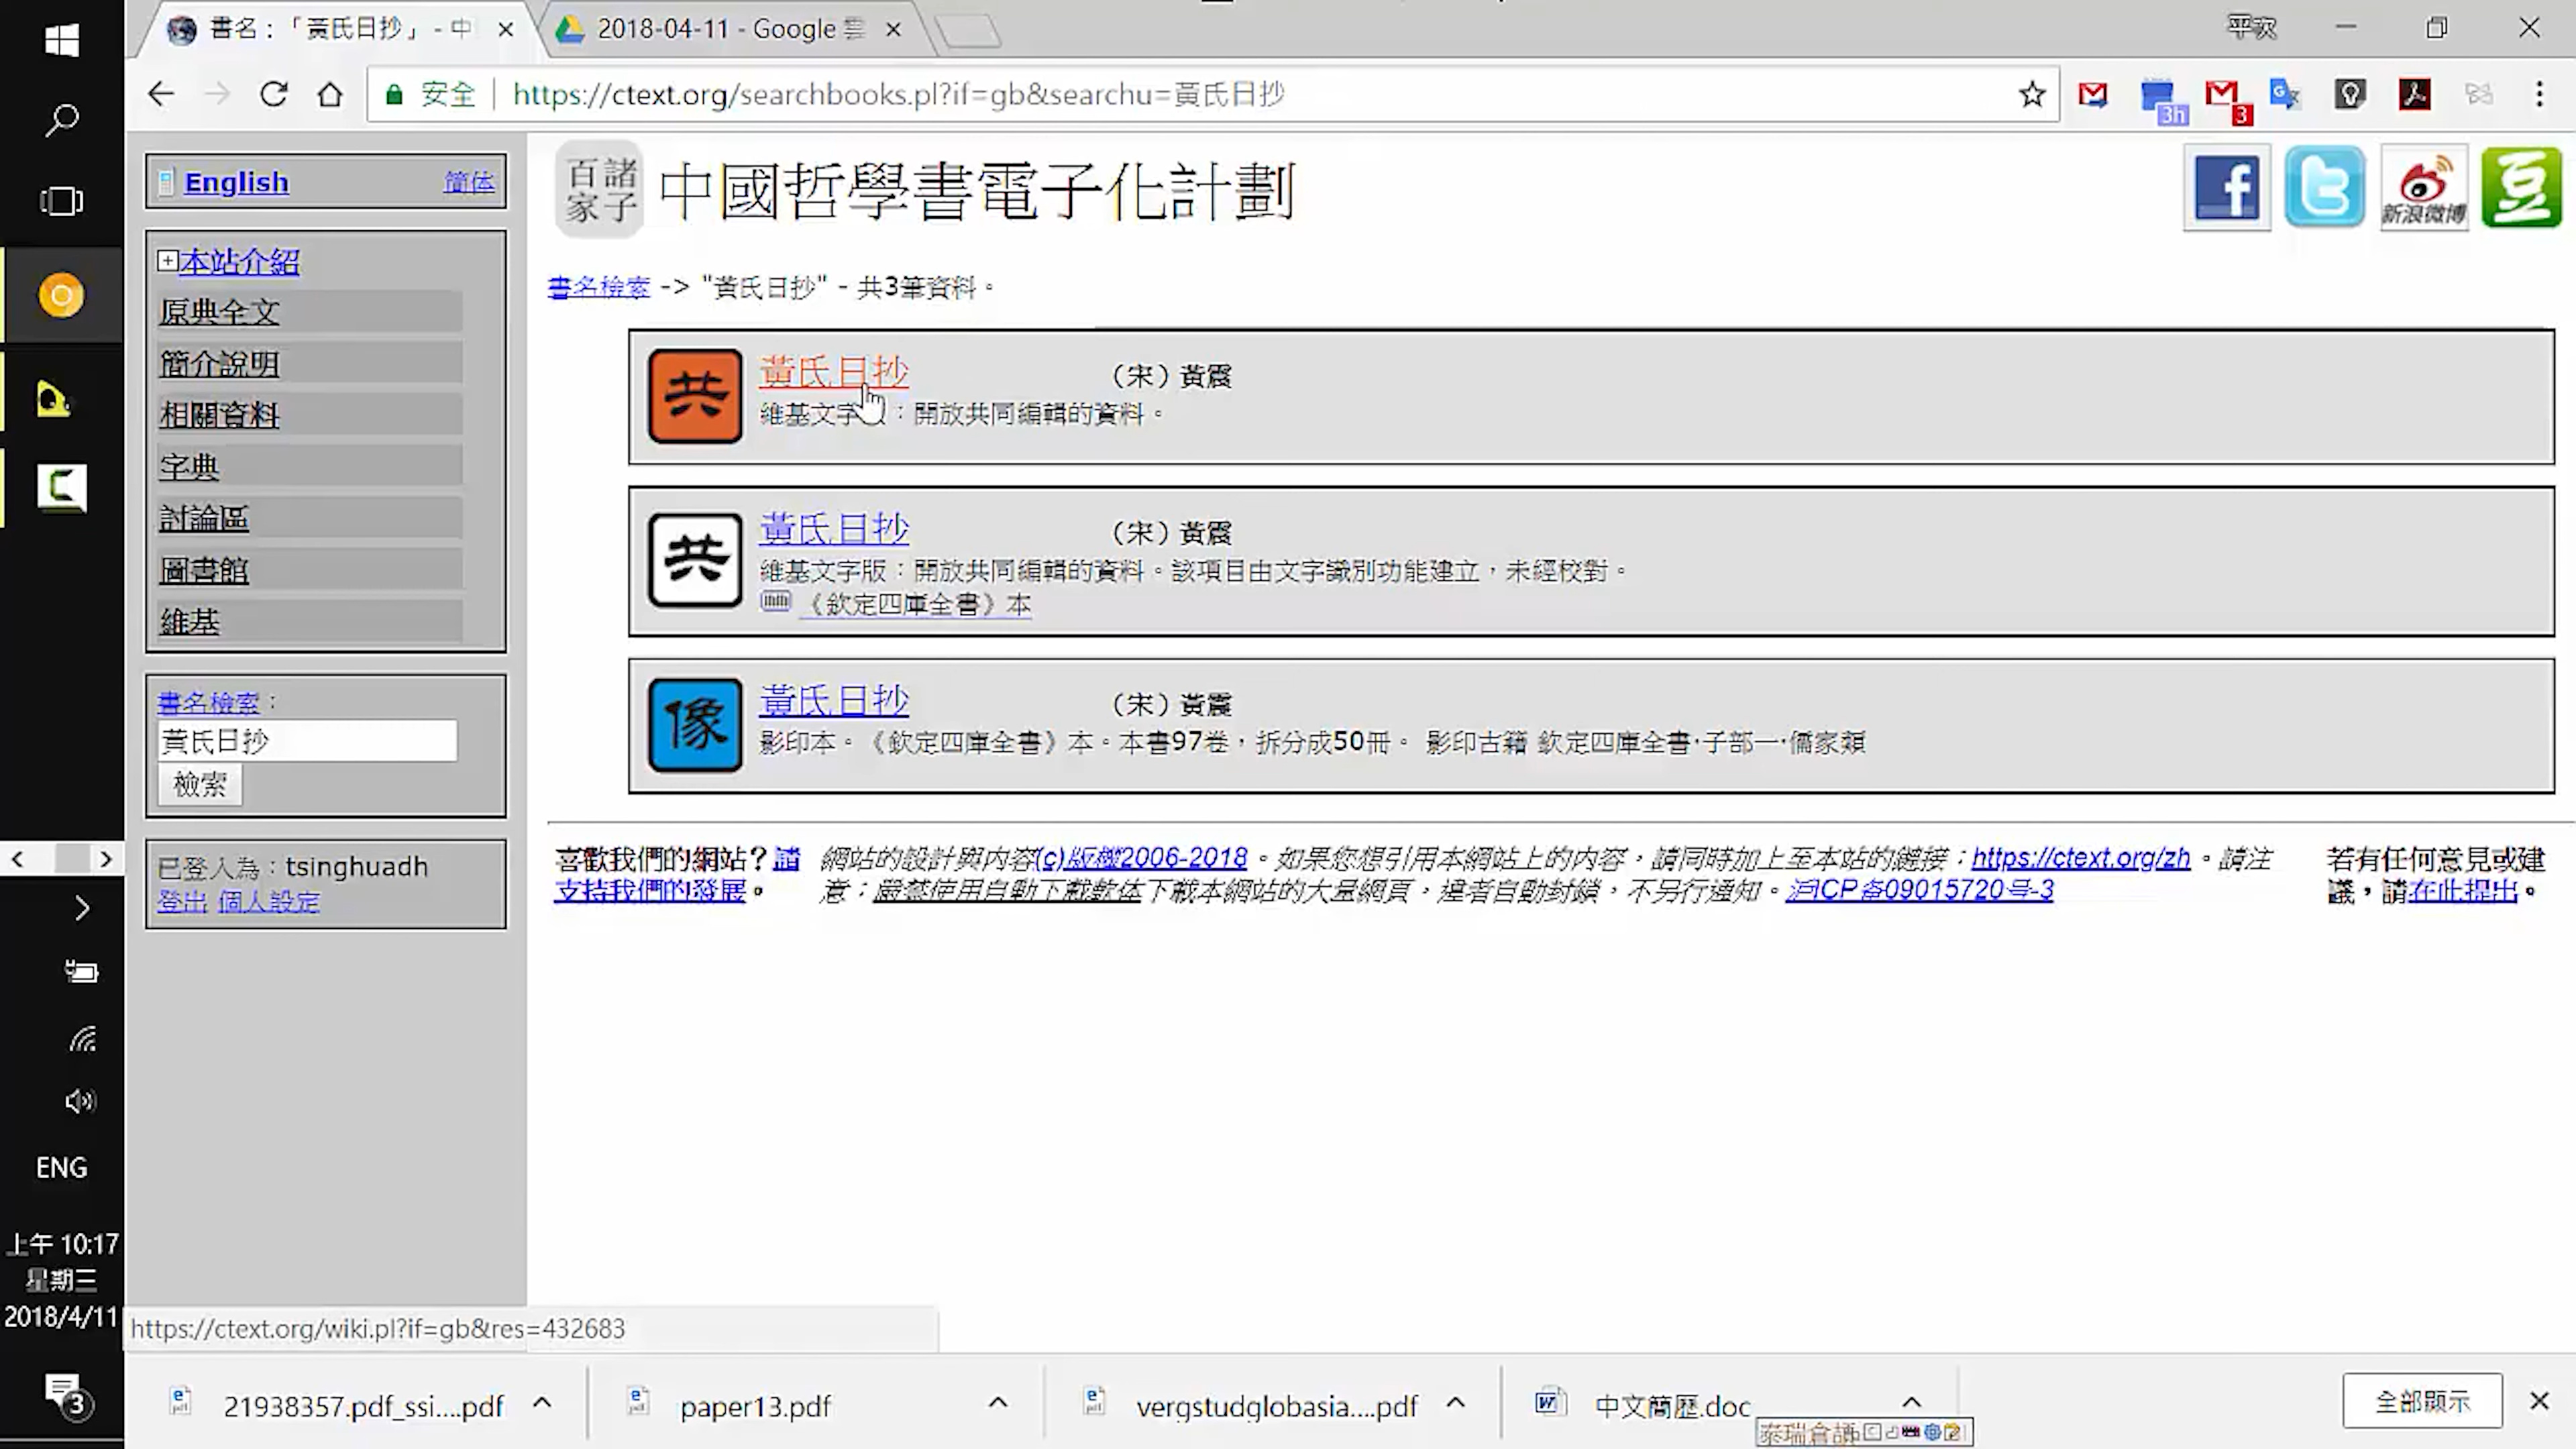 書名：「黃氏日抄」 - 中
2018-04-11 - Google 雲
平次
安全
https://ctext.org/searchbooks.pl?if=gb&searchu=黃氏日抄
3h
3
English
簡体
本站介紹
原典全文
簡介說明
相關資料
字典
討論區
圖書館
維基
書名檢索：
黃氏日抄
檢索
已登入為：tsinghuadh
登出 個人設定
諸子百家
中國哲學書電子化計劃
新浪微博
豆
書名檢索 -> "黃氏日抄" - 共3筆資料。
共
黃氏日抄
（宋）黃震
維基文字：開放共同編輯的資料。
共
黃氏日抄
（宋）黃震
維基文字版：開放共同編輯的資料。該項目由文字識別功能建立，未經校對。
《欽定四庫全書》本
像
黃氏日抄
（宋）黃震
影印本。《欽定四庫全書》本。本書97卷，拆分成50冊。 影印古籍 欽定四庫全書·子部一·儒家類
喜歡我們的網站？請
支持我們的發展。
網站的設計與內容(c)版權2006-2018。如果您想引用本網站上的內容，請同時加上至本站的鏈接：https://ctext.org/zh。請注
意：嚴禁使用自動下載軟体下載本網站的大量網頁，違者自動封鎖，不另行通知。沪ICP备09015720号-3
若有任何意見或建
議，請在此提出。
ENG
上午 10:17
星期三
2018/4/11
3
https://ctext.org/wiki.pl?if=gb&res=432683
21938357.pdf_ssi....pdf
paper13.pdf
vergstudglobasia....pdf
中文簡歷.doc
全部顯示
泰瑞倉頡